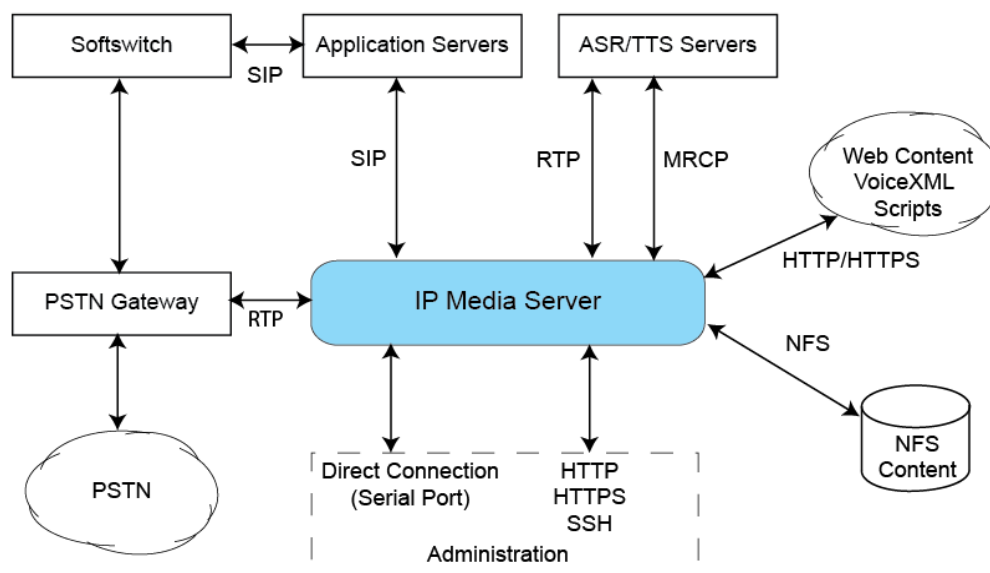 Softswitch
SIP
Application Servers
ASR/TTS Servers
SIP
RTP
MRCP
Web Content
VoiceXML
Scripts
HTTP/HTTPS
PSTN Gateway
RTP
IP Media Server
NFS
NFS
Content
PSTN
Direct Connection
(Serial Port)
HTTP
HTTPS
SSH
Administration